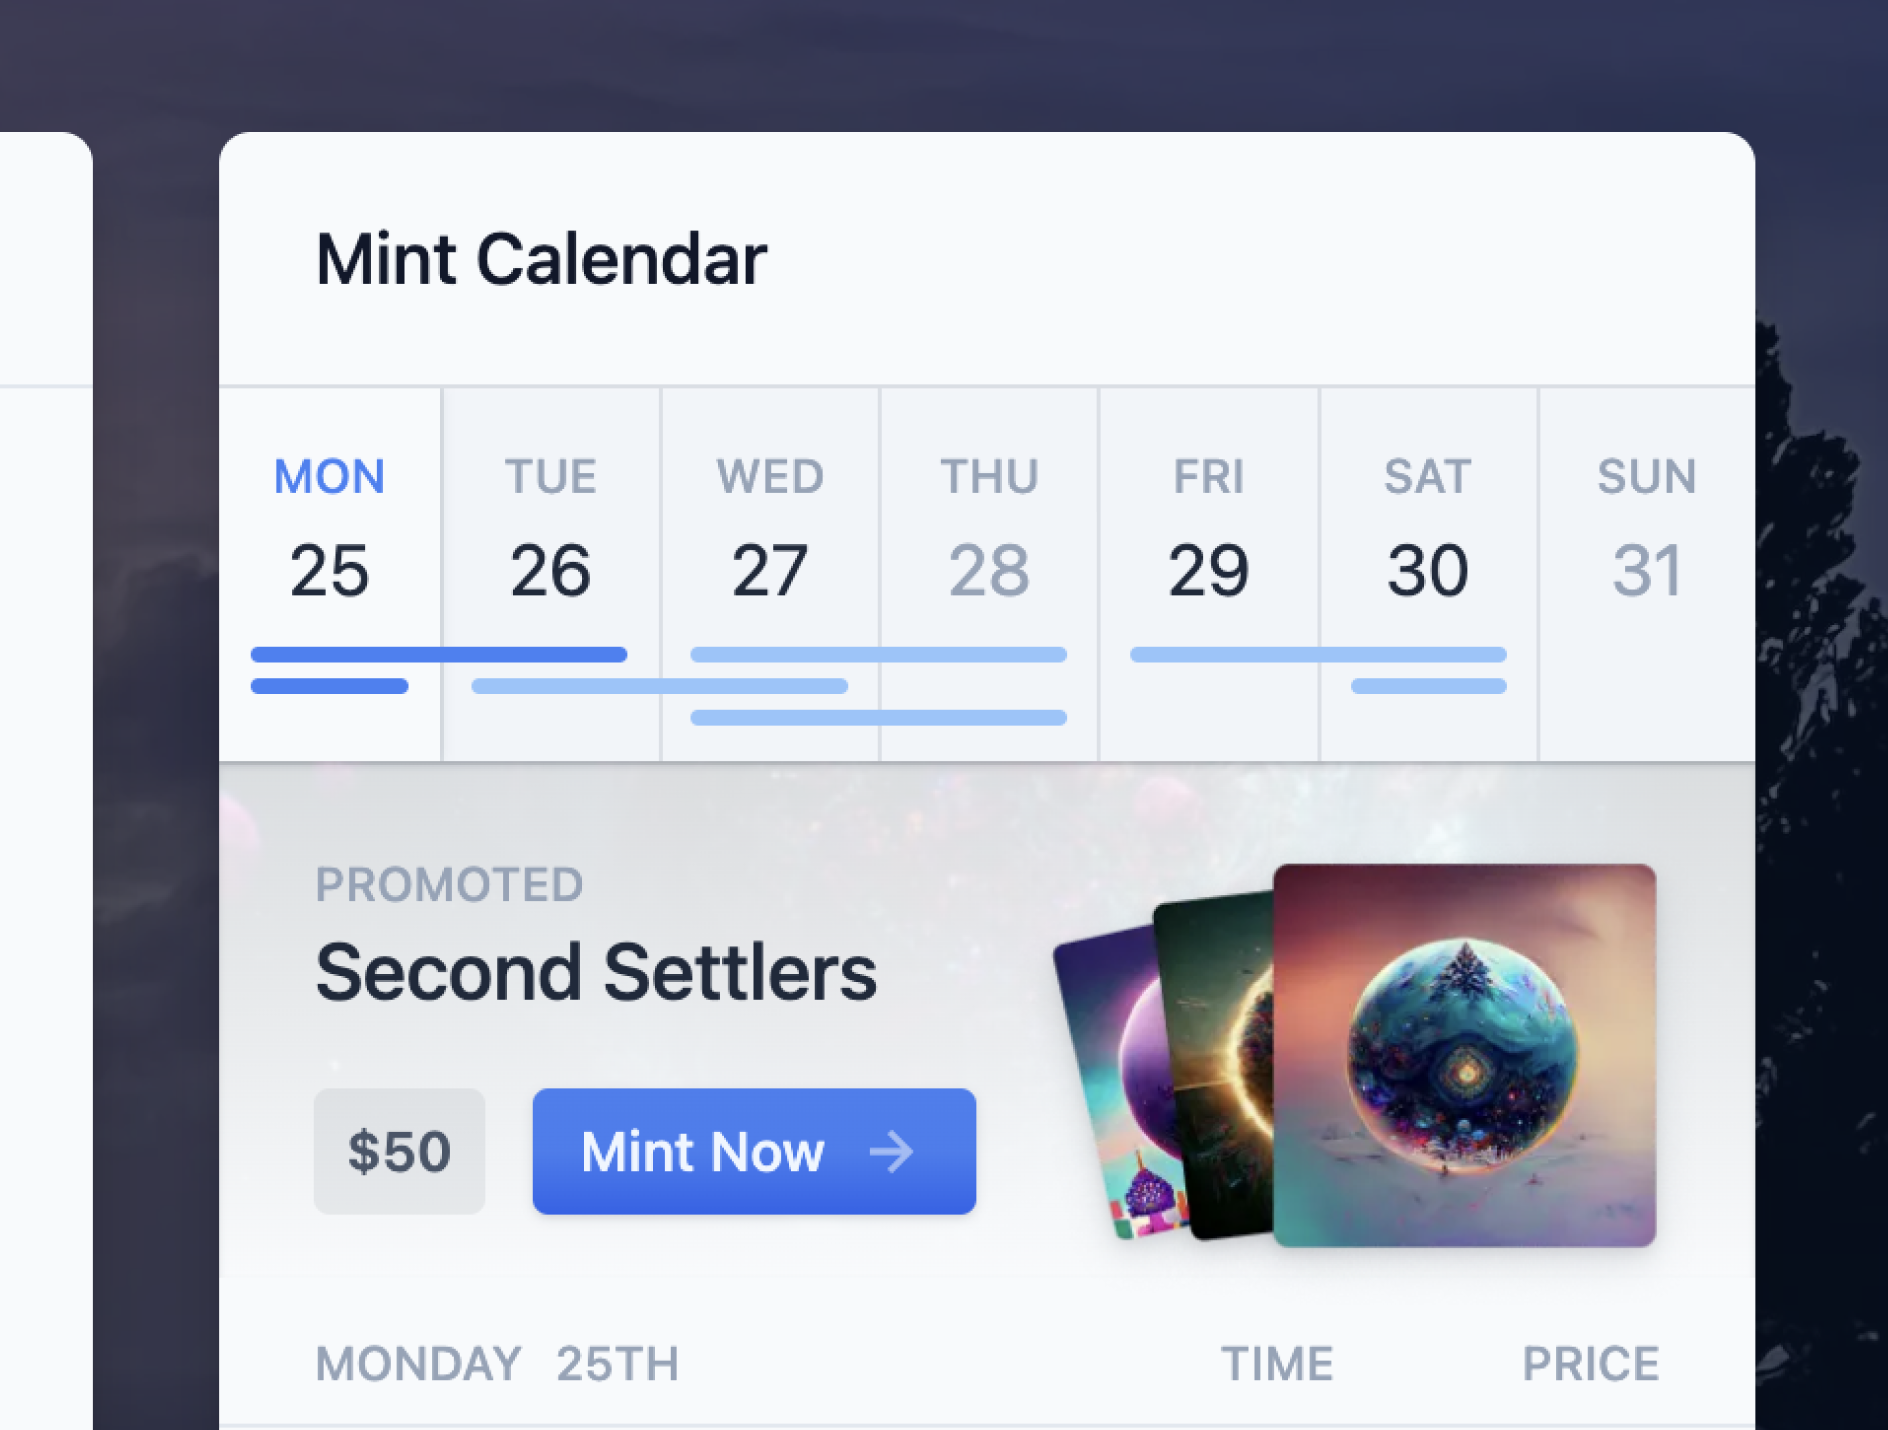 Mint Calendar
MON TUE WED THU FRI SAT SUN
25 26 27 28 29 30 31
PROMOTED
Second Settlers
$50 Mint Now →
MONDAY 25TH TIME PRICE